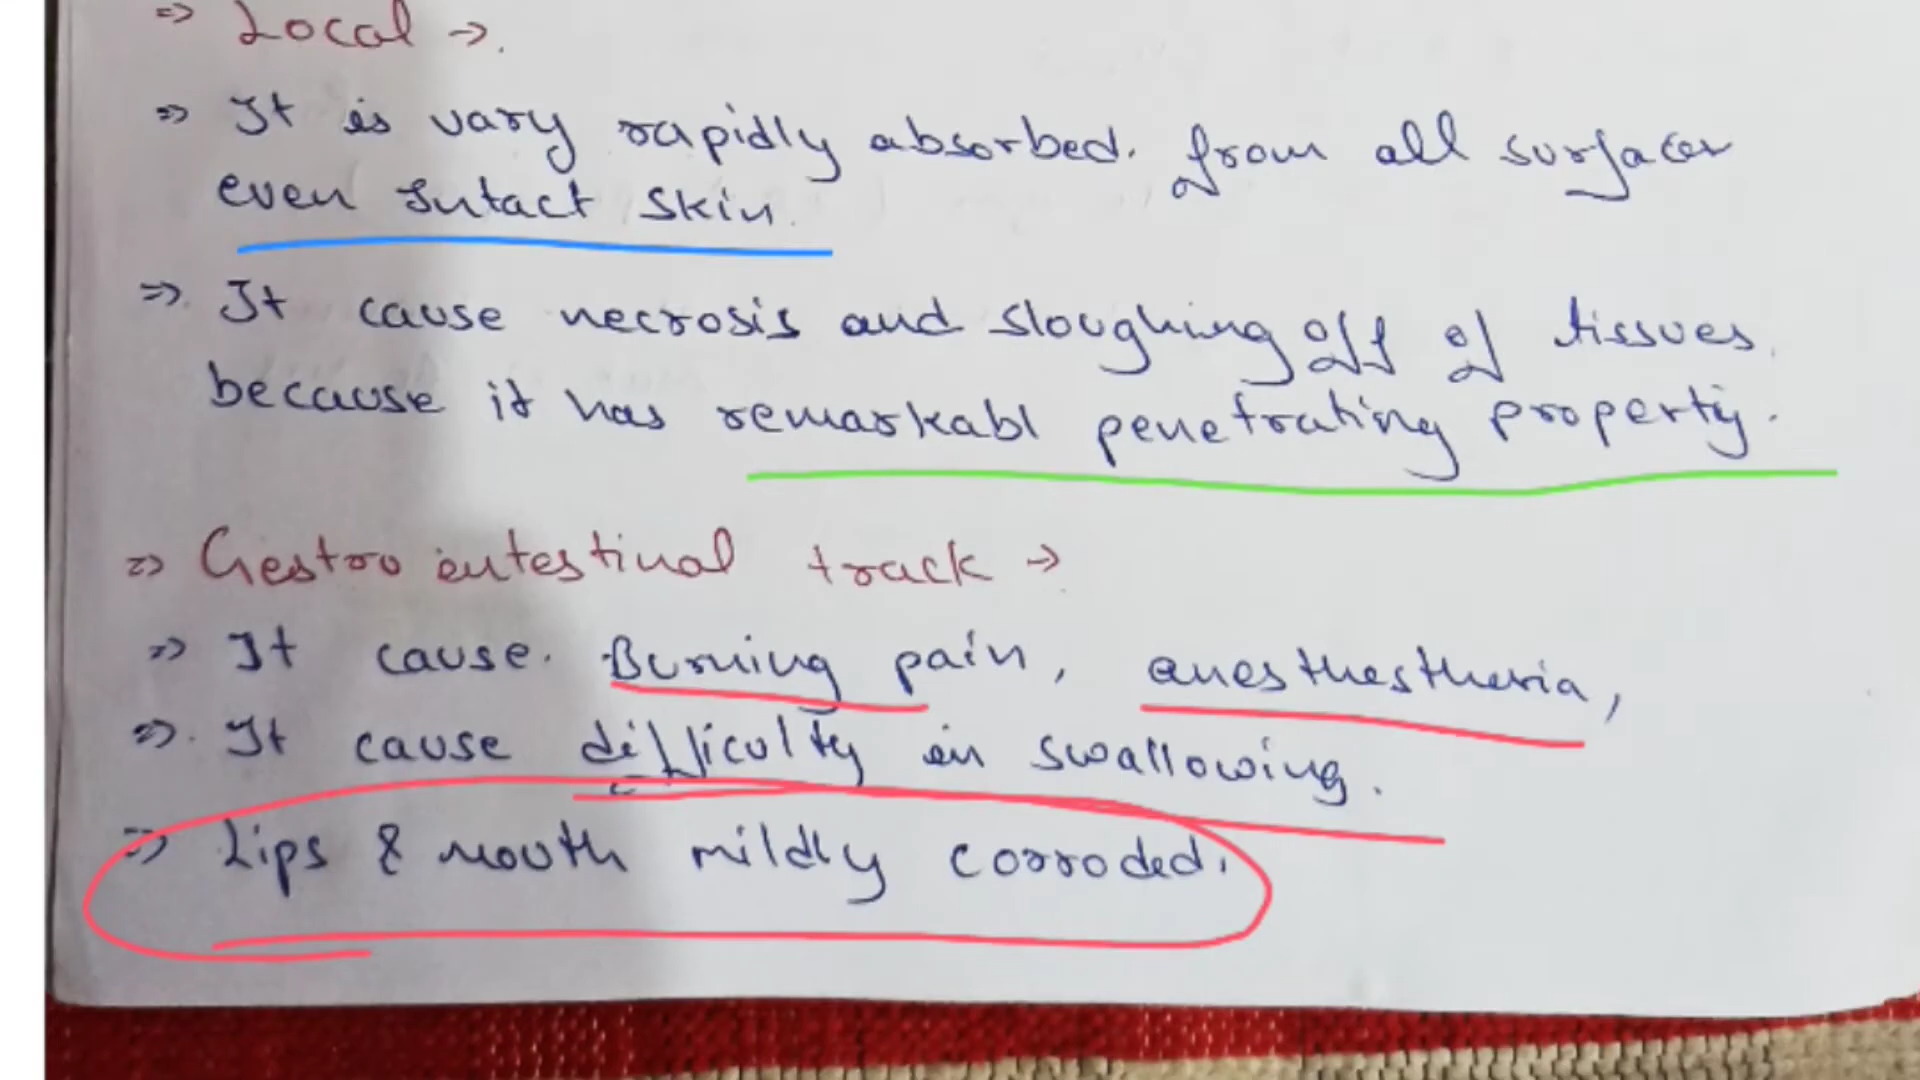 => Local →.
=> It is vary rapidly absorbed. from all surfaces
even Intact skin.
=> It cause necrosis and sloughing off of tissues.
because it has remarkabl penetrating property.
=> Gestro intestinal track →
=> It cause. Burning pain, anesthestheria,
=> It cause difficulty in swallowing.
=> Lips & mouth mildly corroded.